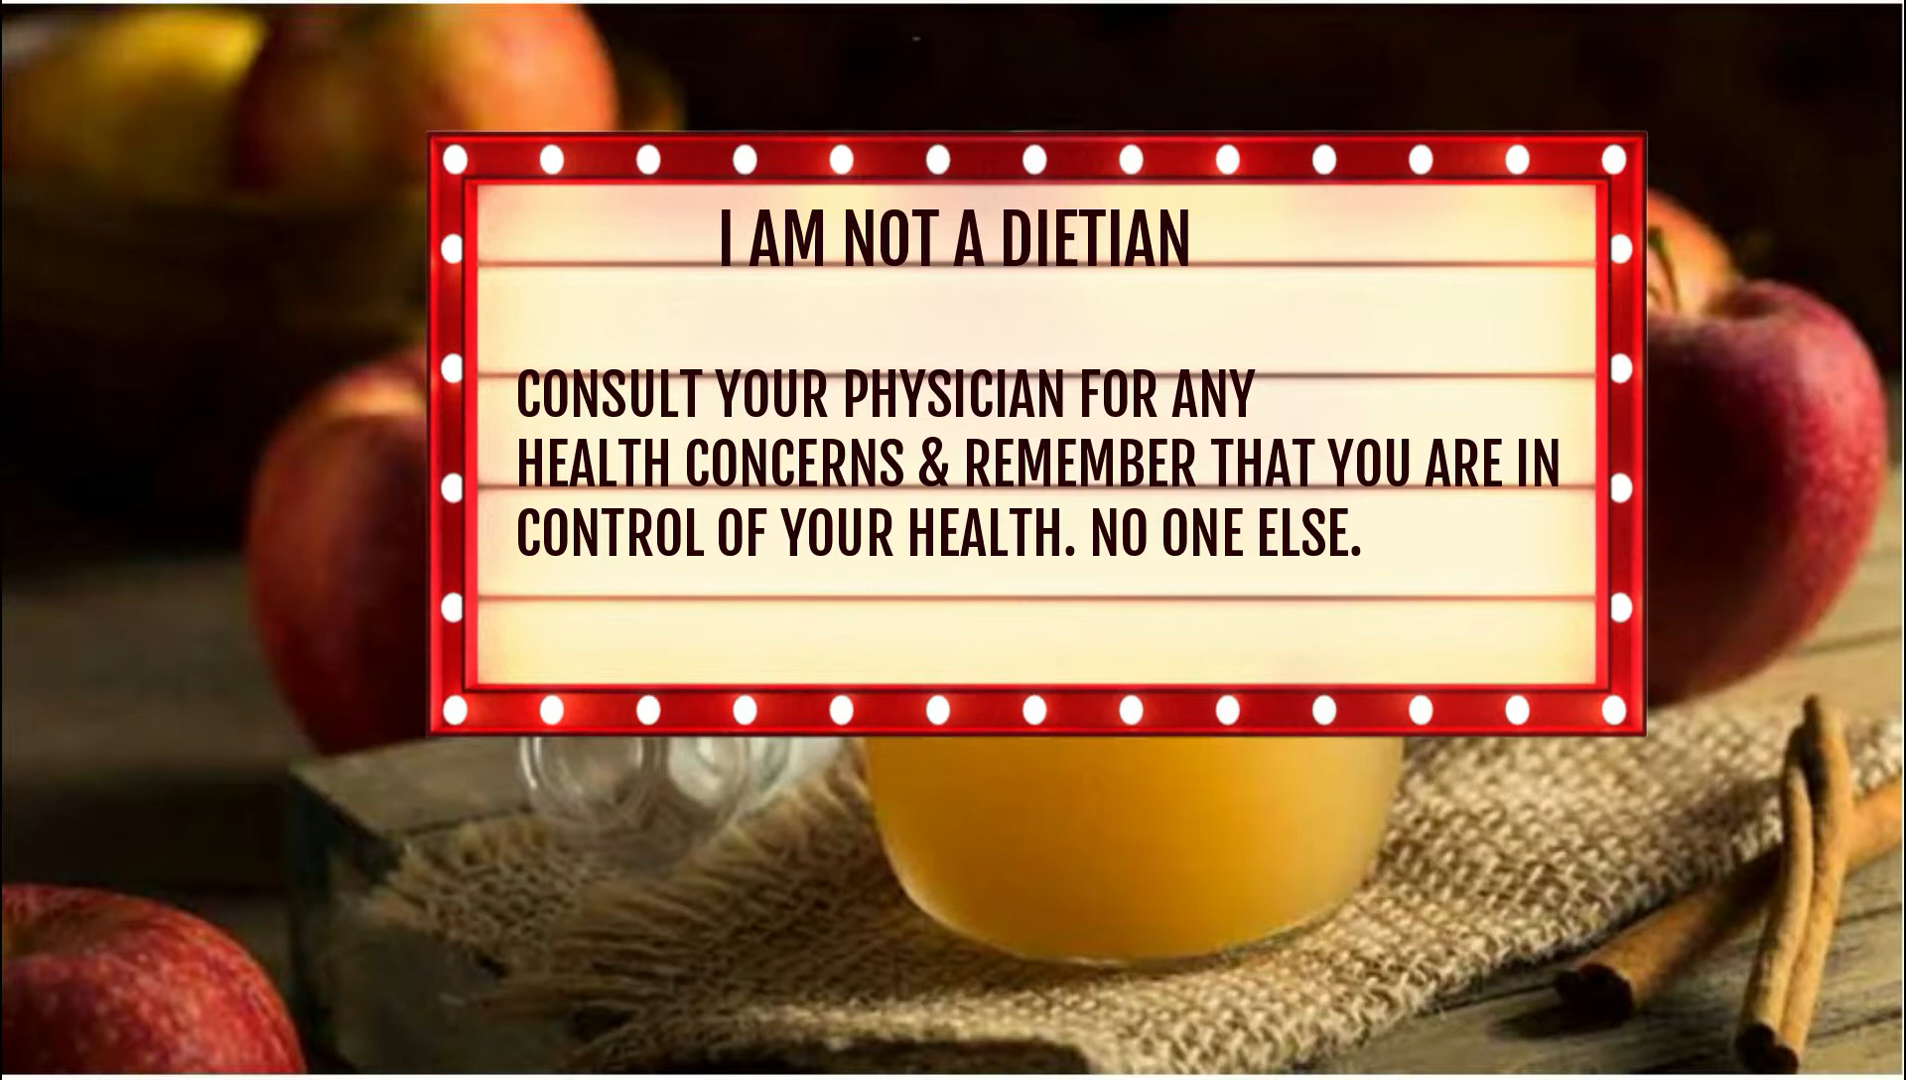 I AM NOT A DIETIAN
CONSULT YOUR PHYSICIAN FOR ANY
HEALTH CONCERNS & REMEMBER THAT YOU ARE IN
CONTROL OF YOUR HEALTH. NO ONE ELSE.